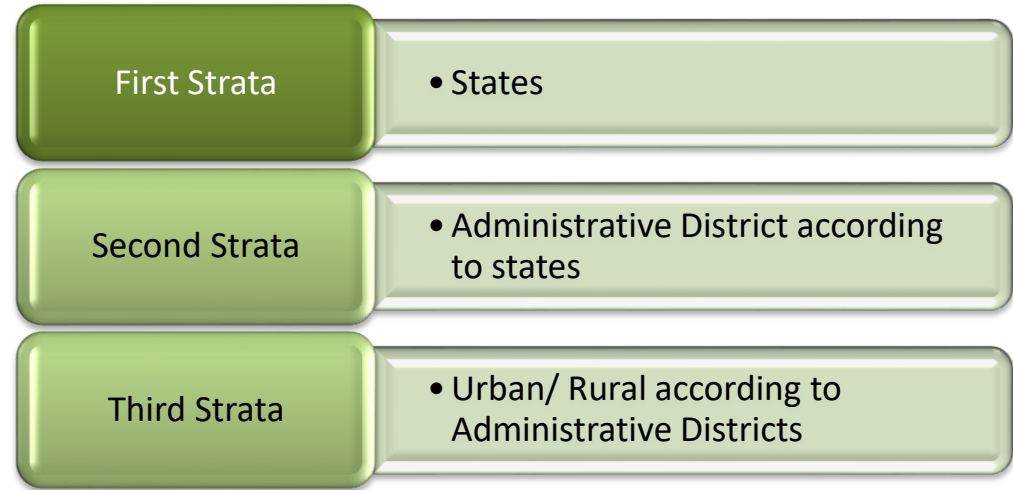 First Strata
• States
Second Strata
• Administrative District according
to states
Third Strata
• Urban/ Rural according to
Administrative Districts